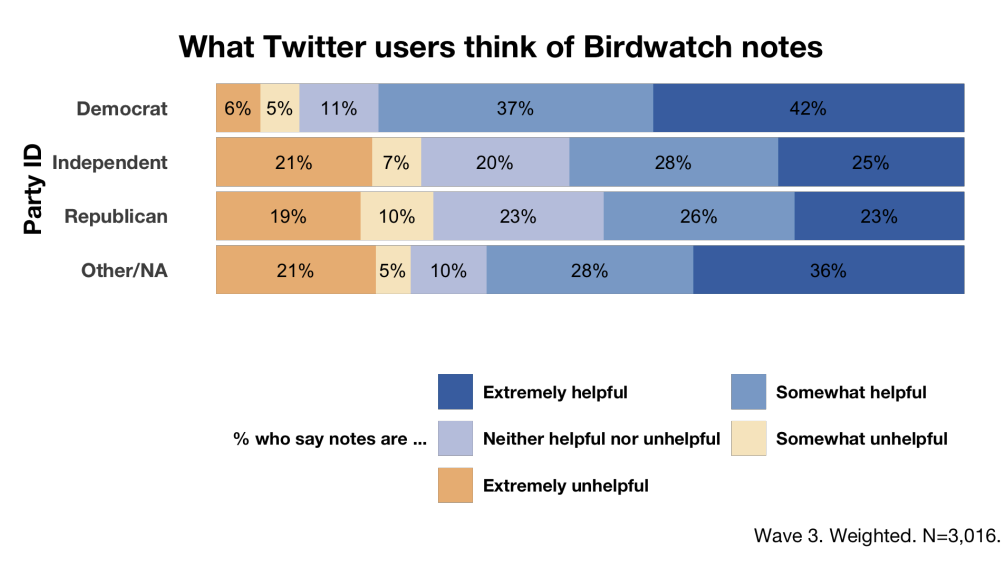 What Twitter users think of Birdwatch notes
Party ID
Democrat 6% 5% 11% 37% 42%
Independent 21% 7% 20% 28% 25%
Republican 19% 10% 23% 26% 23%
Other/NA 21% 5% 10% 28% 36%
% who say notes are ...
Extremely helpful Somewhat helpful
Neither helpful nor unhelpful Somewhat unhelpful
Extremely unhelpful
Wave 3. Weighted. N=3,016.